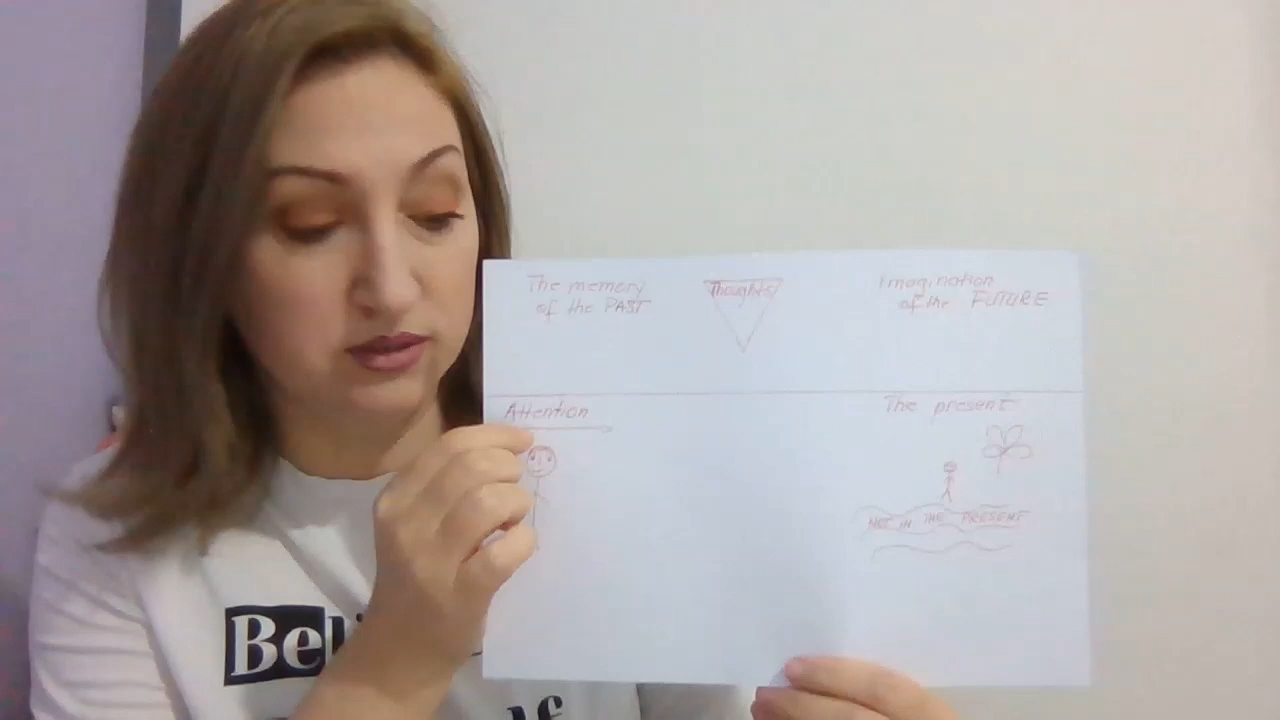 The memory
of the PAST
Thoughts
Imagination
of the FUTURE
Attention
The present
NOT IN THE PRESENT
Be